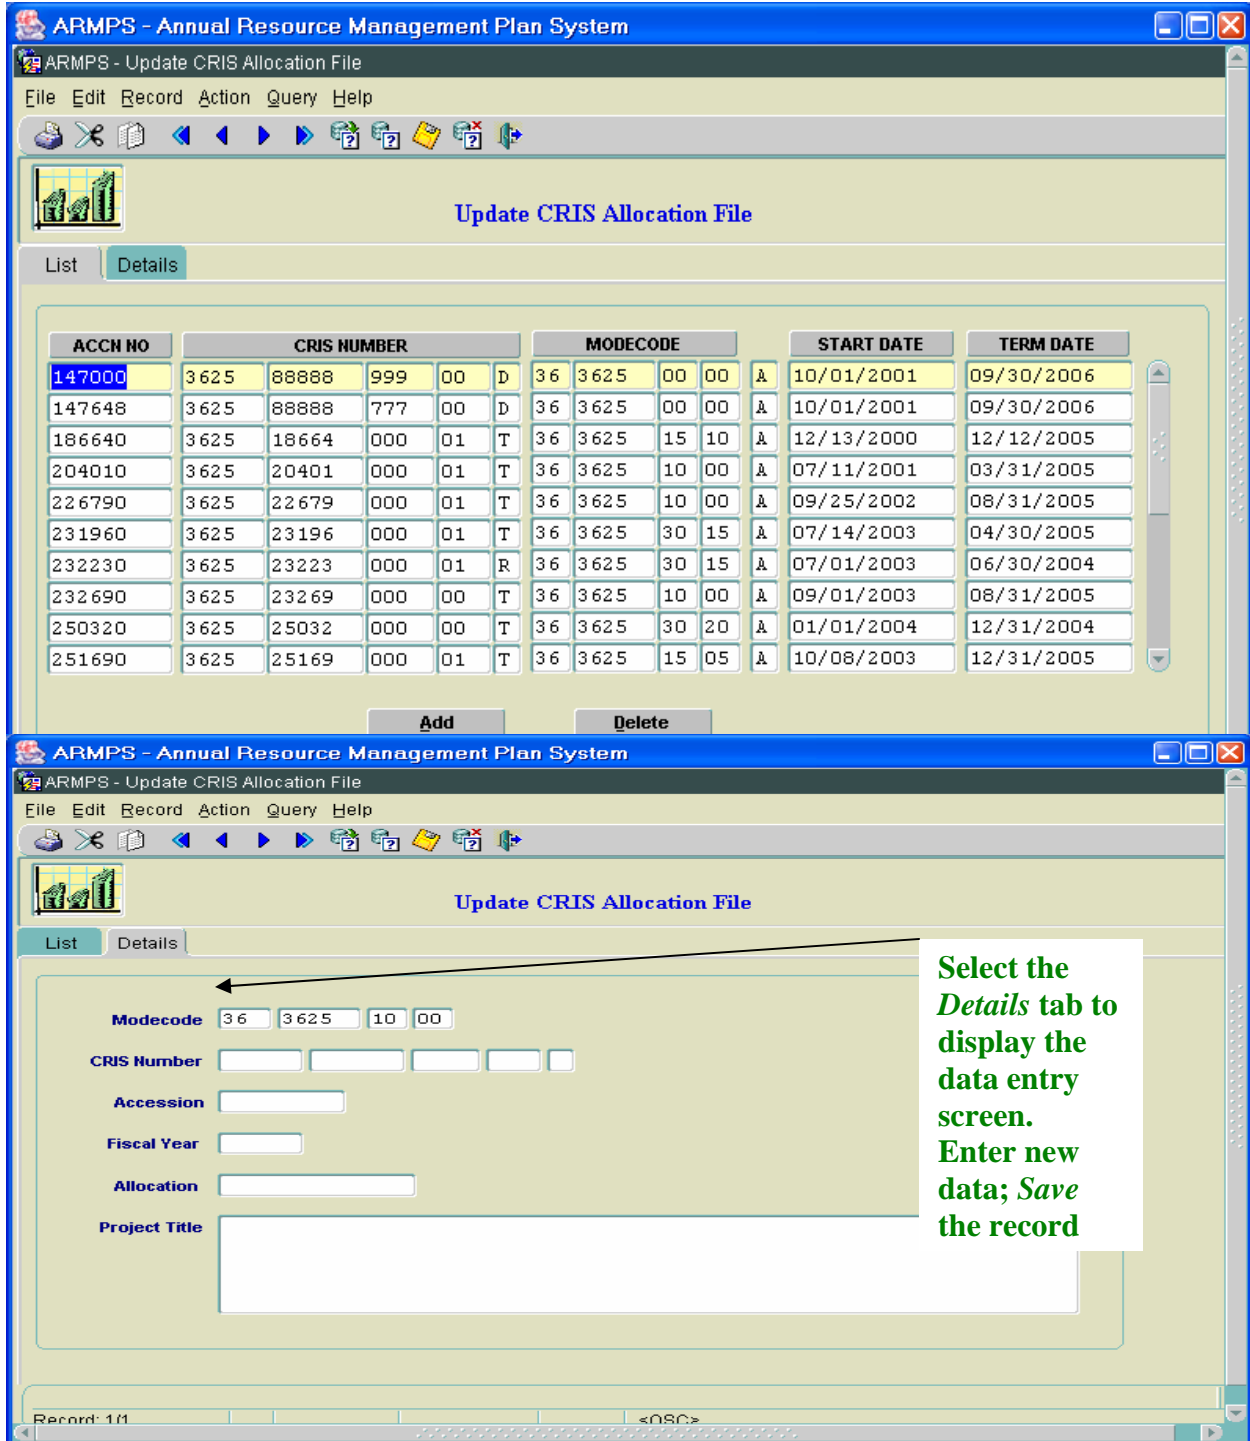 ARMPS - Annual Resource Management Plan System
ARMPS - Update CRIS Allocation File
File Edit Record Action Query Help
Update CRIS Allocation File
List Details
ACCN NO CRIS NUMBER MODECODE START DATE TERM DATE
147000 3625 88888 999 00 D 36 3625 00 00 A 10/01/2001 09/30/2006
147648 3625 88888 777 00 D 36 3625 00 00 A 10/01/2001 09/30/2006
186640 3625 18664 000 01 T 36 3625 15 10 A 12/13/2000 12/12/2005
204010 3625 20401 000 01 T 36 3625 10 00 A 07/11/2001 03/31/2005
226790 3625 22679 000 01 T 36 3625 10 00 A 09/25/2002 08/31/2005
231960 3625 23196 000 01 T 36 3625 30 15 A 07/14/2003 04/30/2005
232230 3625 23223 000 01 R 36 3625 30 15 A 07/01/2003 06/30/2004
232690 3625 23269 000 00 T 36 3625 10 00 A 09/01/2003 08/31/2005
250320 3625 25032 000 00 T 36 3625 30 20 A 01/01/2004 12/31/2004
251690 3625 25169 000 01 T 36 3625 15 05 A 10/08/2003 12/31/2005
Add Delete
ARMPS - Annual Resource Management Plan System
ARMPS - Update CRIS Allocation File
File Edit Record Action Query Help
Update CRIS Allocation File
List Details
Modecode 36 3625 10 00
CRIS Number
Accession
Fiscal Year
Allocation
Project Title
Select the
Details tab to
display the
data entry
screen.
Enter new
data; Save
the record
Record: 1/1 <OSC>